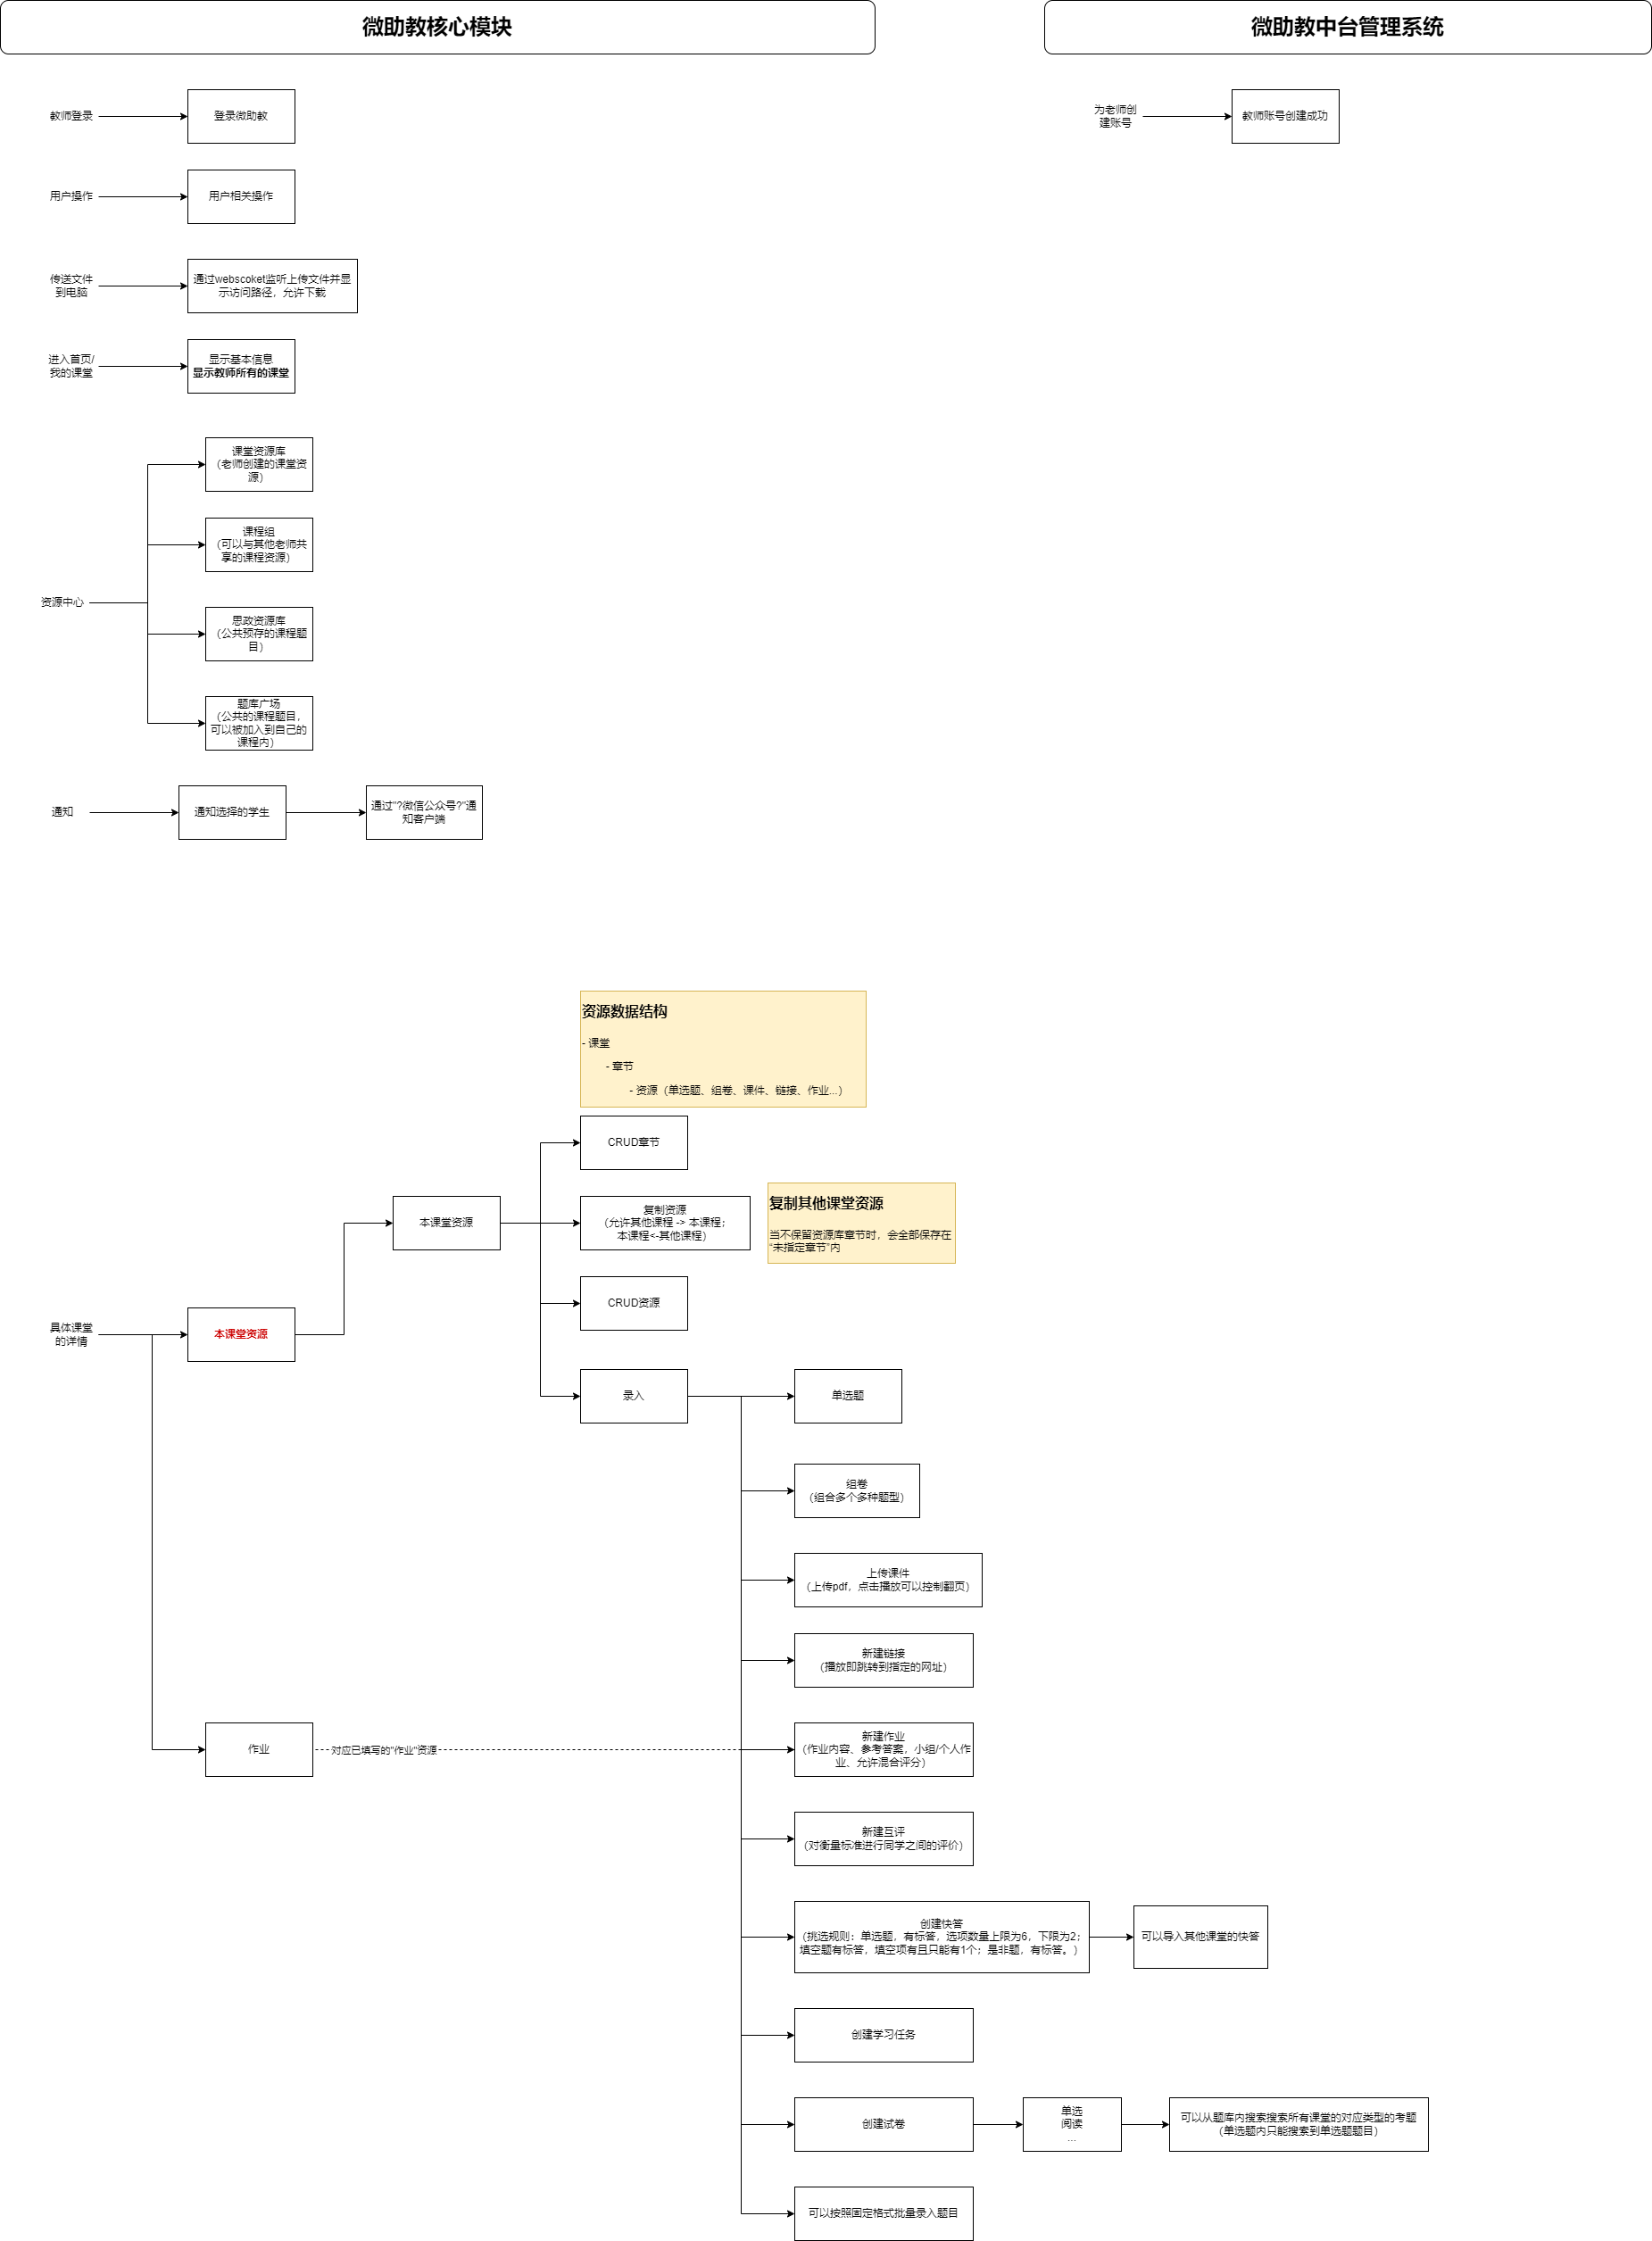 微助教核心模块
微助教中台管理系统
教师登录
登录微助教
为老师创
建账号
教师账号创建成功
用户操作
用户相关操作
传送文件
到电脑
通过webscoket监听上传文件并显
示访问路径，允许下载
进入首页/
我的课堂
显示基本信息
显示教师所有的课堂
资源中心
课堂资源库
（老师创建的课堂资
源）
课程组
（可以与其他老师共
享的课程资源）
思政资源库
（公共预存的课程题
目）
题库广场
（公共的课程题目，
可以被加入到自己的
课程内）
通知
通知选择的学生
通过"?微信公众号?"通
知客户端
资源数据结构
- 课堂
- 章节
- 资源（单选题、组卷、课件、链接、作业...）
CRUD章节
本课堂资源
复制资源
（允许其他课程 -> 本课程；
本课程<-其他课程）
复制其他课堂资源
当不保留资源库章节时，会全部保存在
"未指定章节"内
CRUD资源
具体课堂
的详情
本课堂资源
录入
单选题
组卷
（组合多个多种题型）
上传课件
（上传pdf，点击播放可以控制翻页）
新建链接
（播放即跳转到指定的网址）
作业
对应已填写的"作业"资源
新建作业
（作业内容、参考答案，小组/个人作
业、允许混合评分）
新建互评
（对衡量标准进行同学之间的评价）
创建快答
（挑选规则：单选题，有标答，选项数量上限为6，下限为2；
填空题有标答，填空项有且只能有1个；是非题，有标答。）
可以导入其他课堂的快答
创建学习任务
创建试卷
单选
阅读
...
可以从题库内搜索搜索所有课堂的对应类型的考题
（单选题内只能搜索到单选题题目）
可以按照固定格式批量录入题目